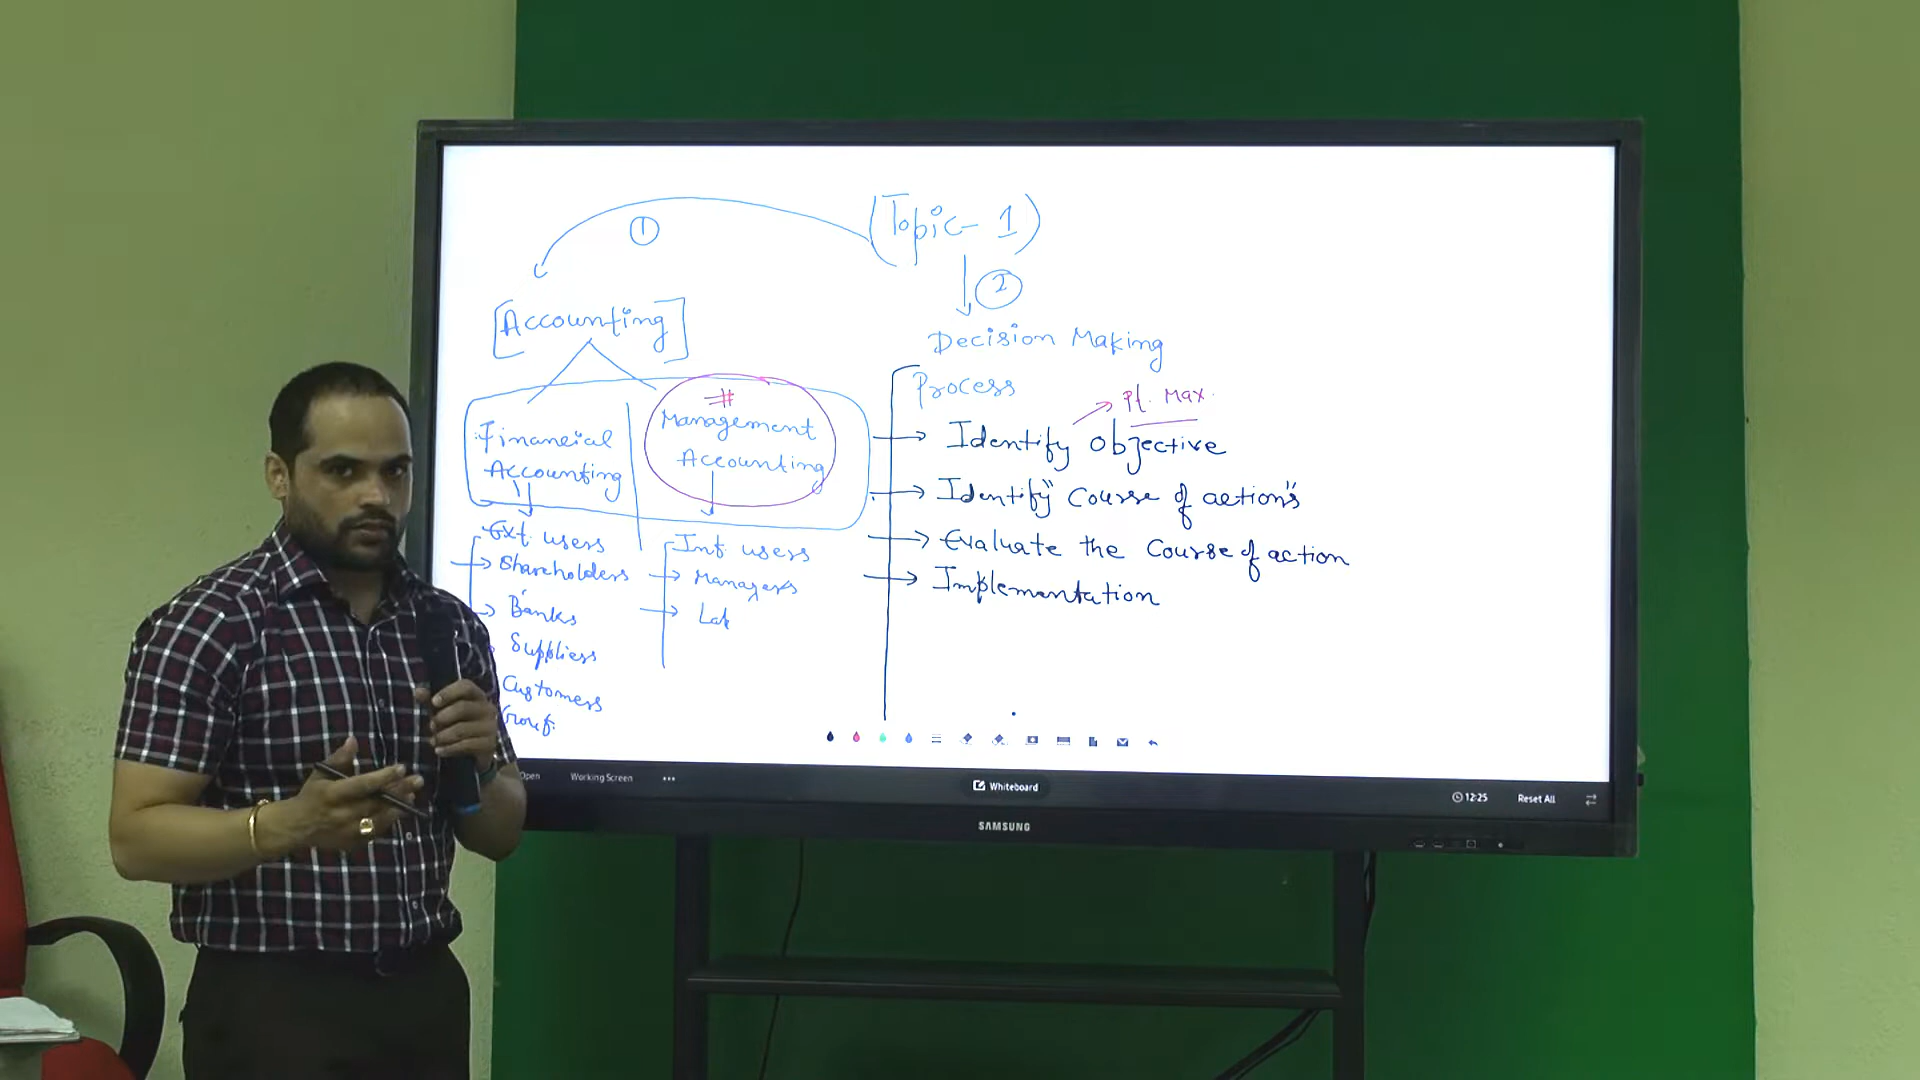 (Topic - 1)
①
②
[Accounting]
Financial
Accounting
#
Management
Accounting
Ext. users
Shareholders
Banks
Suppliers
Customers
Int users
Managers
Decision Making
Process
Pf. Max.
Identify Objective
Identify "Course of action's"
Evaluate the Course of action
Implementation
Open
Working Screen
Whiteboard
12:25
Reset All
SAMSUNG